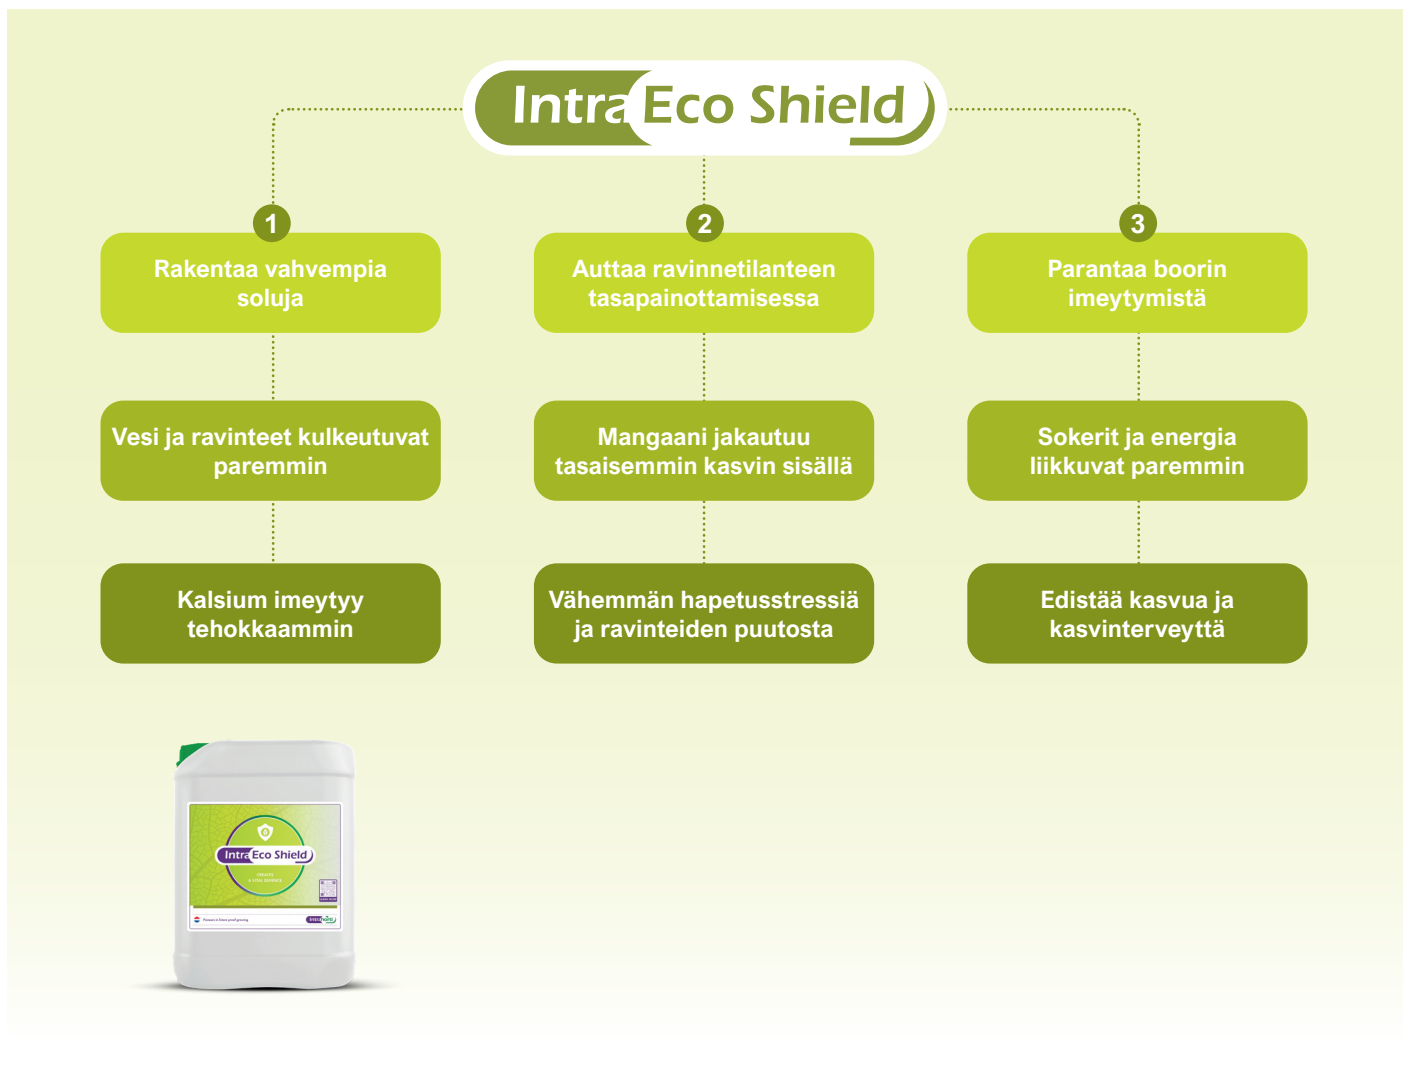 Intra Eco Shield
1
Rakentaa vahvempia
soluja
Vesi ja ravinteet kulkeutuvat
paremmin
Kalsium imeytyy
tehokkaammin
2
Auttaa ravinnetilanteen
tasapainottamisessa
Mangaani jakautuu
tasaisemmin kasvin sisällä
Vähemmän hapetusstressiä
ja ravinteiden puutosta
3
Parantaa boorin
imeytymistä
Sokerit ja energia
liikkuvat paremmin
Edistää kasvua ja
kasvinterveyttä
Intra Eco Shield